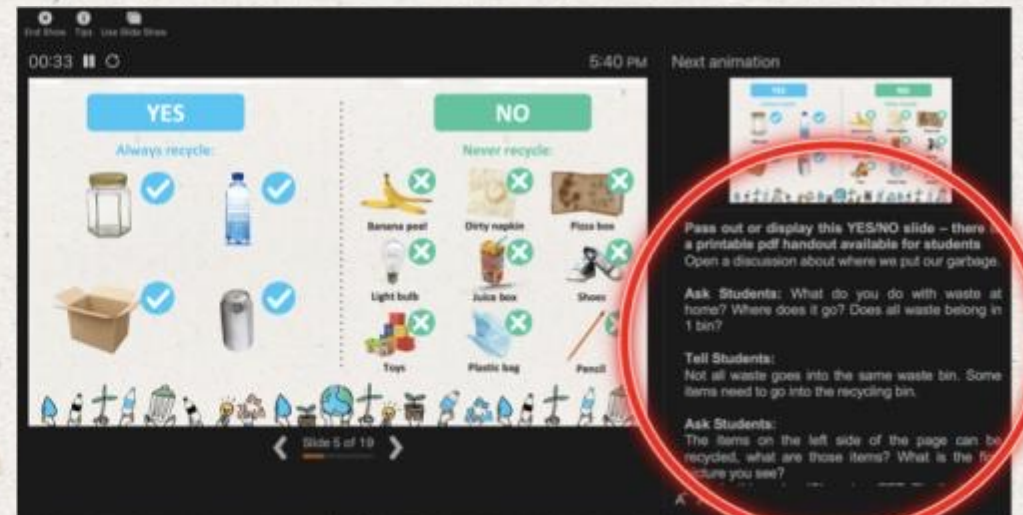 End Show Tips Use Slide Show
00:33
5:40 PM
Next animation
YES
NO
Always recycle:
Never recycle:
Banana peel
Dirty napkin
Pizza box
Light bulb
Juice box
Shoes
Toys
Plastic bag
Pencil
Slide 5 of 19
YES
NO
Pass out or display this YES/NO slide – there
a printable pdf handout available for students
Open a discussion about where we put our garbage.
Ask Students: What do you do with waste at
home? Where does it go? Does all waste belong in
1 bin?
Tell Students:
Not all waste goes into the same waste bin. Some
items need to go into the recycling bin.
Ask Students:
The items on the left side of the page can be
recycled, what are those items? What is the
picture you see?